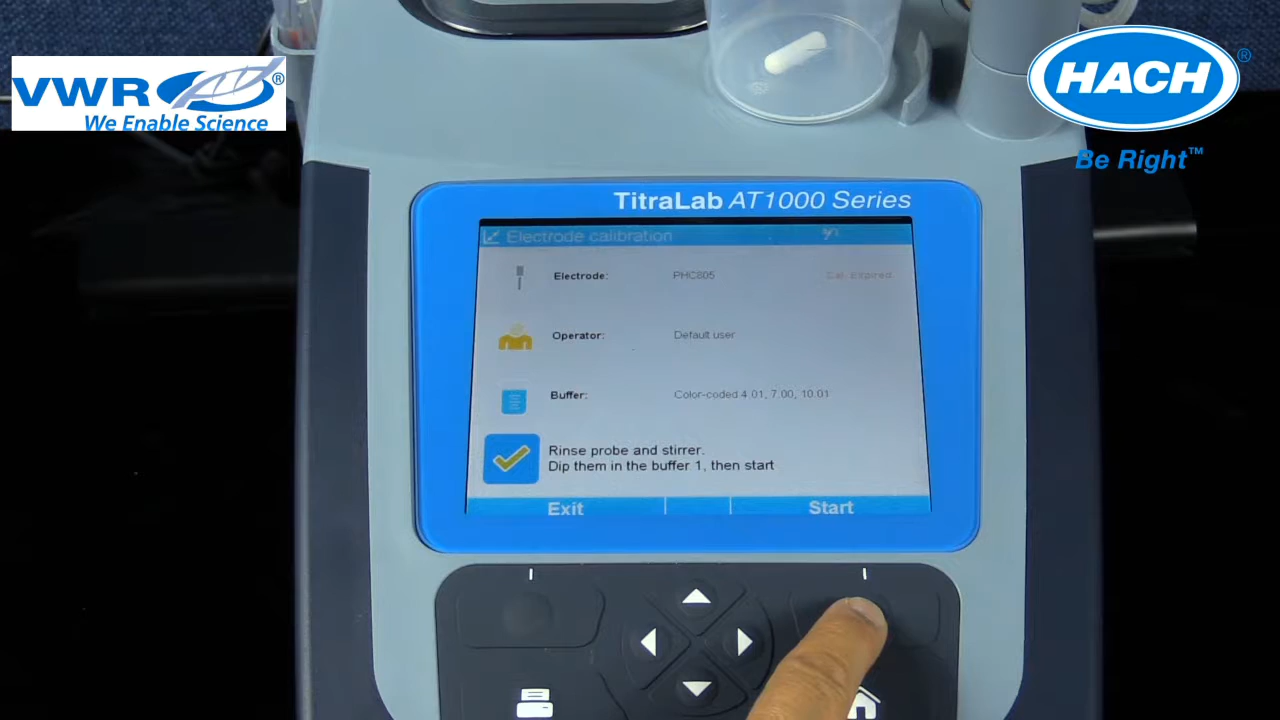 VWR®
We Enable Science
HACH®
Be Right™
TitraLab AT1000 Series
Electrode calibration
Electrode: PHC805 Cal. Expired
Operator: Default user
Buffer: Color-coded 4.01, 7.00, 10.01
Rinse probe and stirrer.
Dip them in the buffer 1, then start
Exit Start